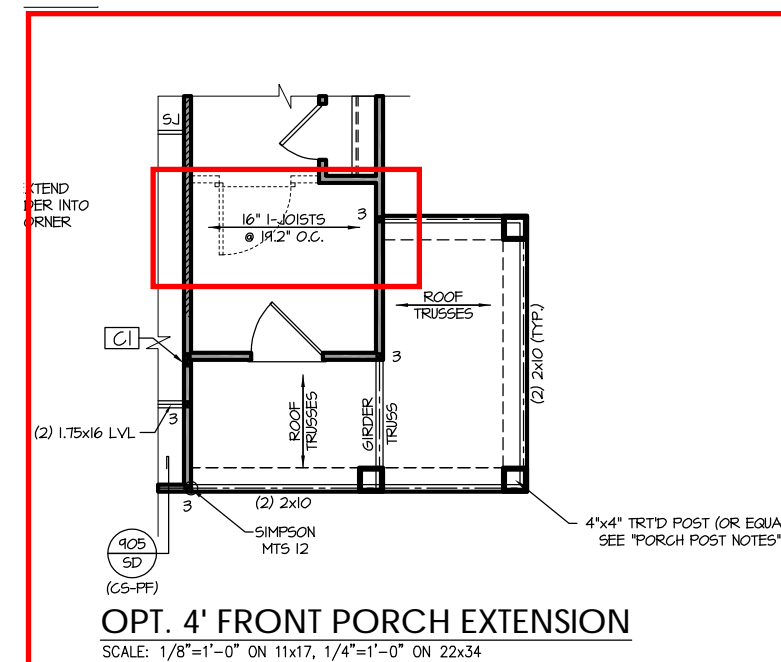 SJ
XTEND
DER INTO
ORNER
16" I-JOISTS
@ 19.2" O.C.
3
ROOF
TRUSSES
C1
3
(2) 2x10 (TYP.)
(2) 1.75x16 LVL
3
ROOF
TRUSSES
GIRDER
TRUSS
3
(2) 2x10
SIMPSON
MTS 12
4"x4" TRT'D POST (OR EQUA
SEE "PORCH POST NOTES"
905
SD
(CS-PF)
OPT. 4' FRONT PORCH EXTENSION
SCALE: 1/8"=1'-0" ON 11x17, 1/4"=1'-0" ON 22x34